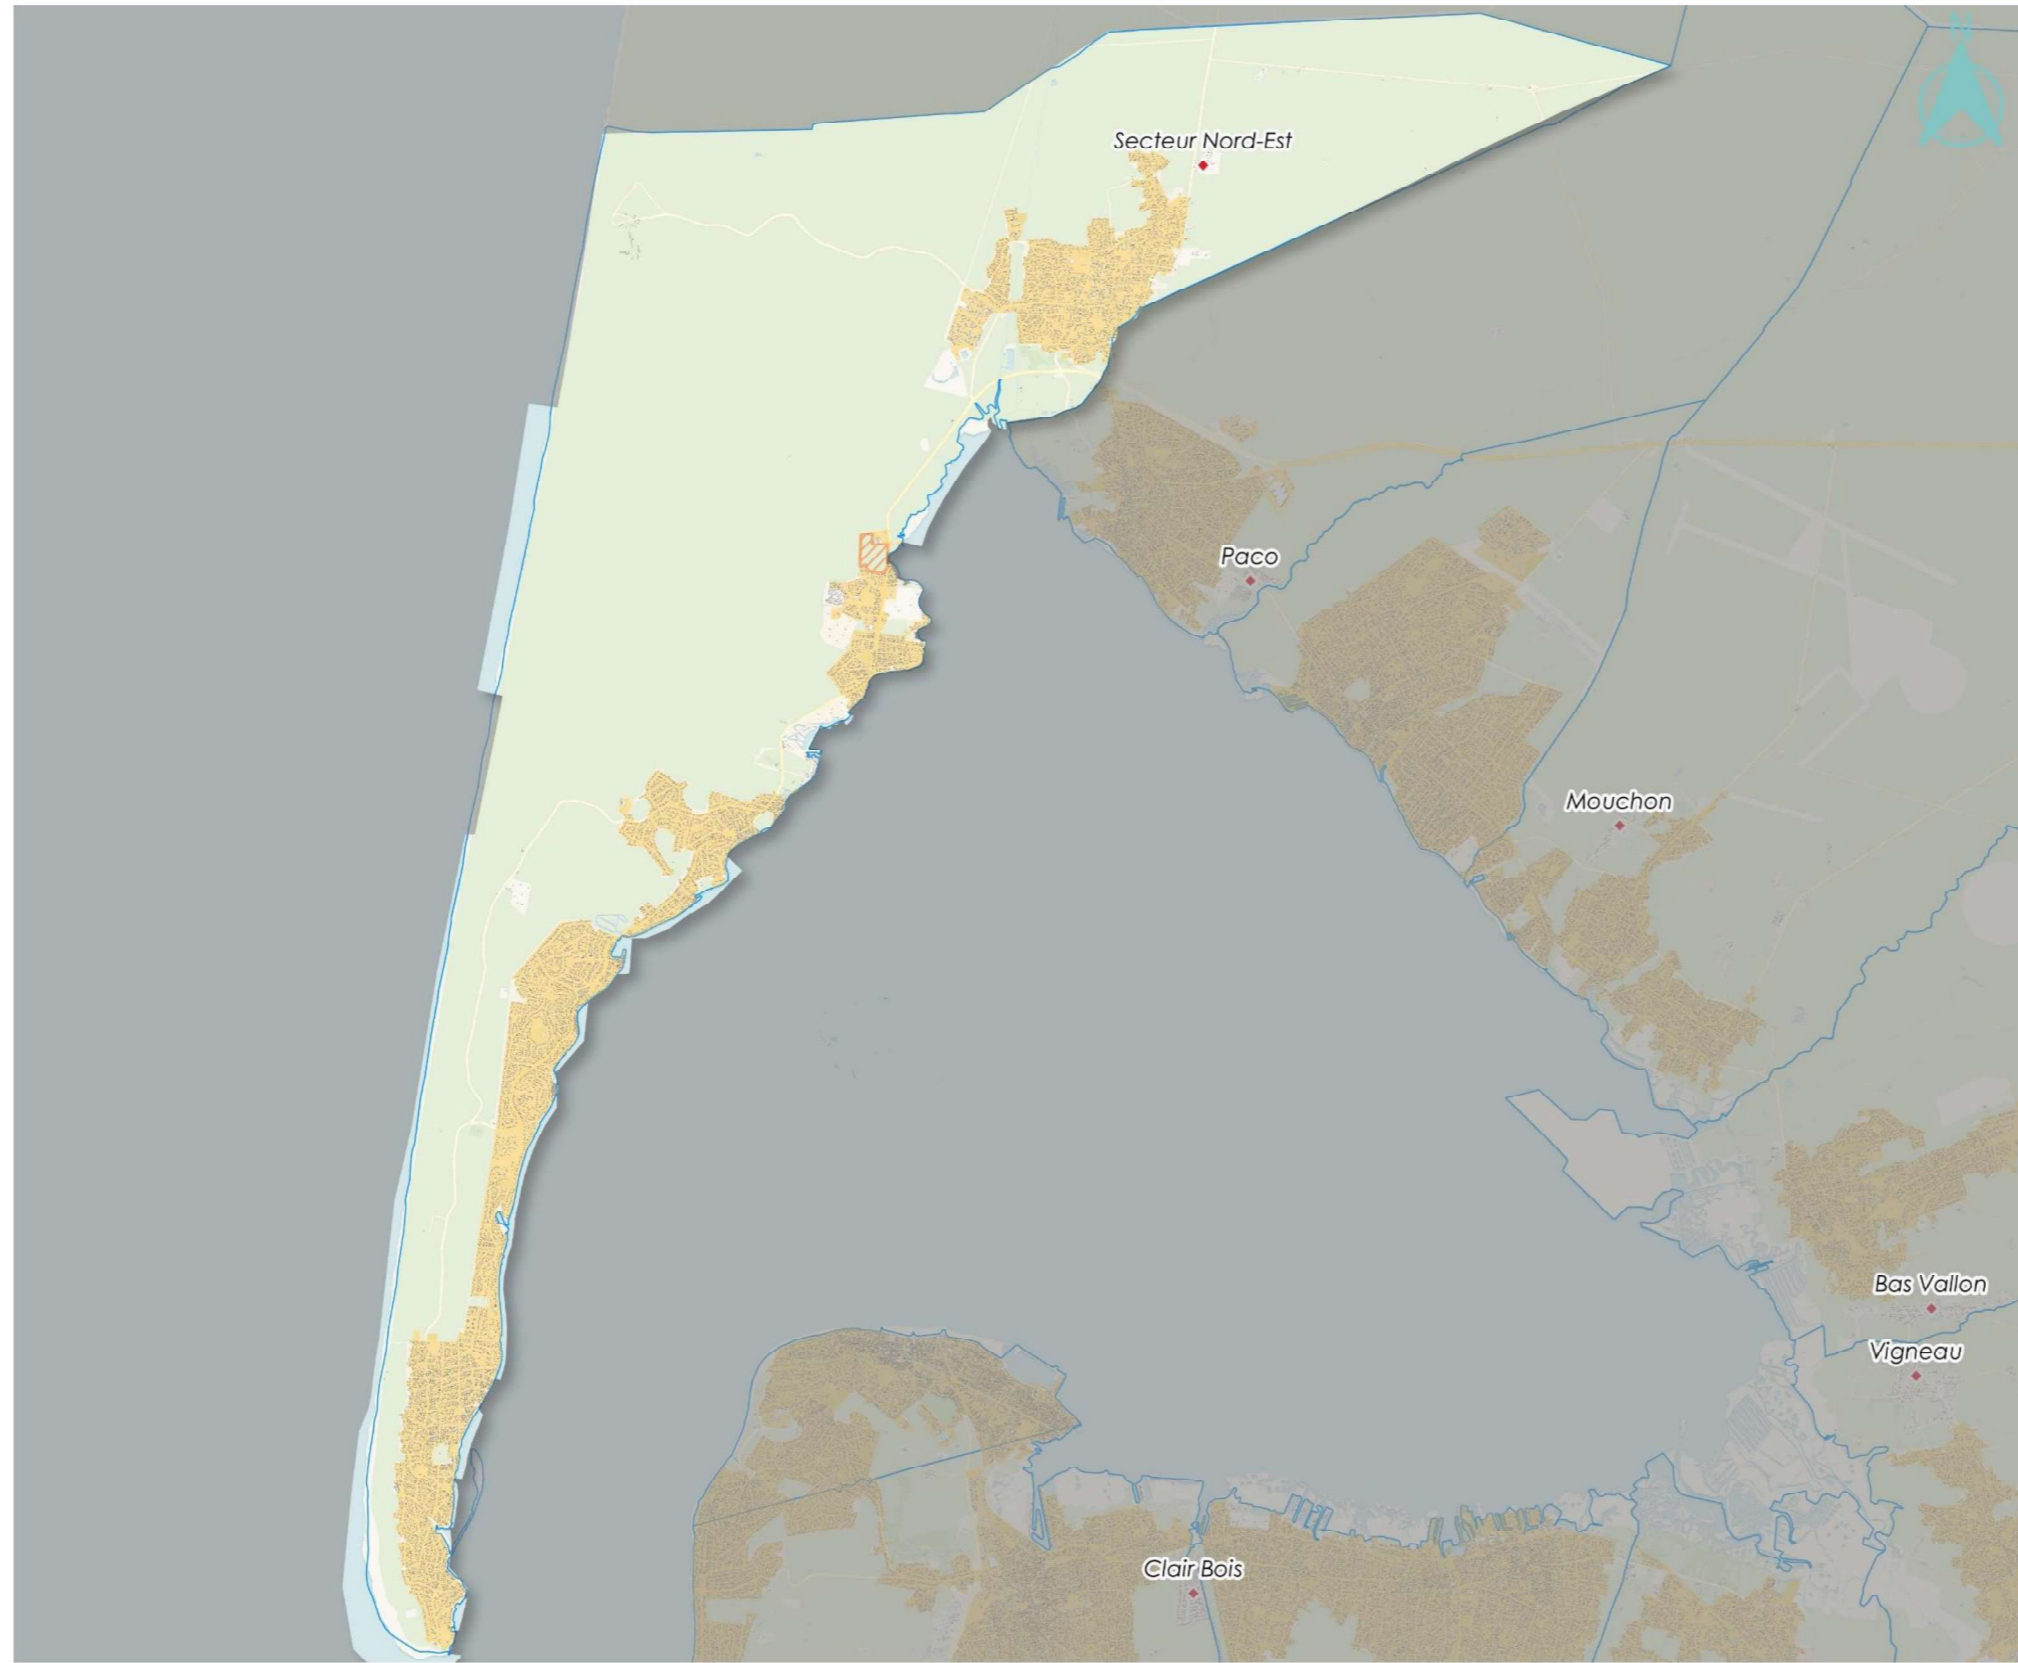 N
Secteur Nord-Est
Paco
Mouchon
Bas Vallon
Vigneau
Clair Bois